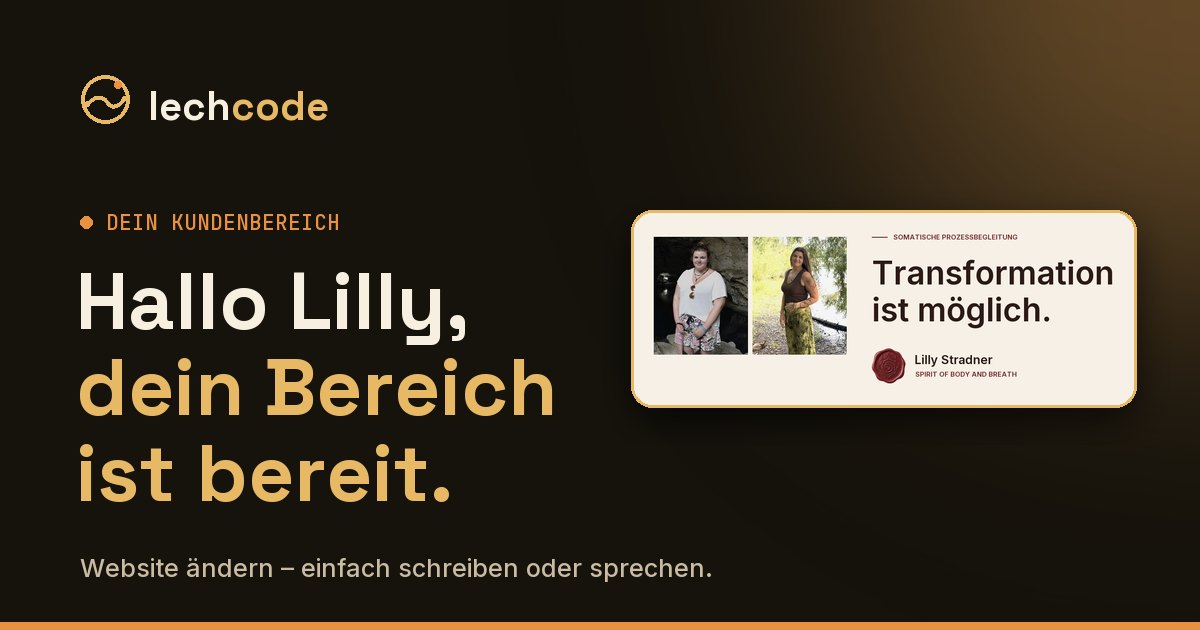 lechcode
DEIN KUNDENBEREICH
Hallo Lilly,
dein Bereich
ist bereit.
Website ändern – einfach schreiben oder sprechen.
SOMATISCHE PROZESSBEGLEITUNG
Transformation
ist möglich.
Lilly Stradner
SPIRIT OF BODY AND BREATH